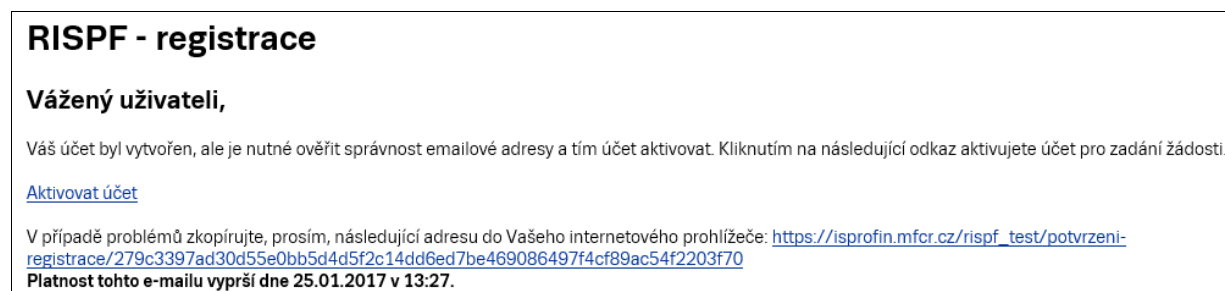 RISPF - registrace
Vážený uživateli,
Váš účet byl vytvořen, ale je nutné ověřit správnost emailové adresy a tím účet aktivovat. Kliknutím na následující odkaz aktivujete účet pro zadání žádosti.
Aktivovat účet
V případě problémů zkopírujte, prosím, následující adresu do Vašeho internetového prohlížeče: https://isprofin.mfcr.cz/rispf_test/potvrzeni-
registrace/279c3397ad30d55e0bb5d4d5f2c14dd6ed7be469086497f4cf89ac54f2203f70
Platnost tohto e-mailu vyprší dne 25.01.2017 v 13:27.